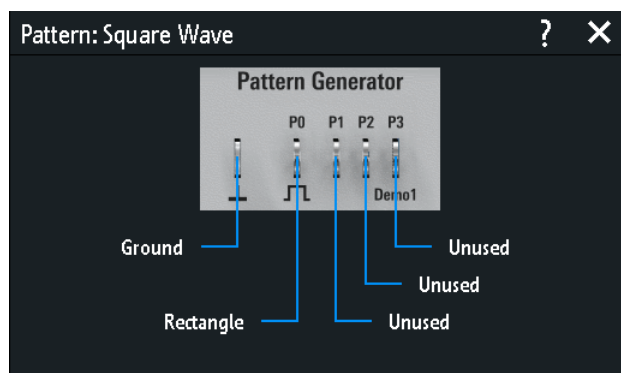 Pattern: Square Wave ? ×
Pattern Generator
P0 P1 P2 P3
Demo1
Ground Unused
Unused
Rectangle Unused